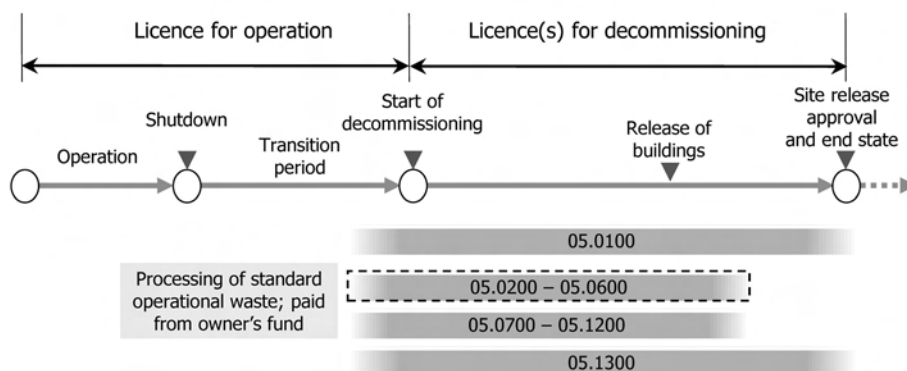 Licence for operation
Licence(s) for decommissioning
Shutdown
Start of
decommissioning
Site release
approval
and end state
Operation
Transition
period
Release of
buildings
05.0100
Processing of standard
operational waste; paid
from owner's fund
05.0200 – 05.0600
05.0700 – 05.1200
05.1300